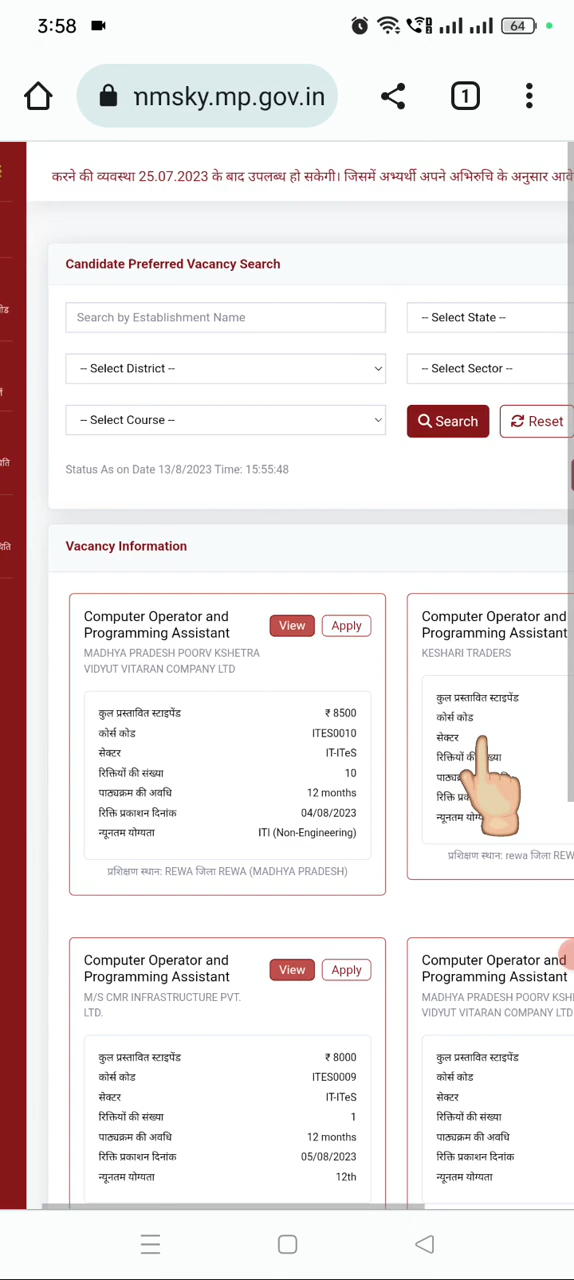 3:58
64
nmsky.mp.gov.in
1
करने की व्यवस्था 25.07.2023 के बाद उपलब्ध हो सकेगी। जिसमें अभ्यर्थी अपने अभिरुचि के अनुसार आवे
Candidate Preferred Vacancy Search
Search by Establishment Name
-- Select State --
-- Select District --
-- Select Sector --
-- Select Course --
Search
Reset
Status As on Date 13/8/2023 Time: 15:55:48
Vacancy Information
Computer Operator and
Programming Assistant
View
Apply
MADHYA PRADESH POORV KSHETRA
VIDYUT VITARAN COMPANY LTD
कुल प्रस्तावित स्टाइपेंड ₹ 8500
कोर्स कोड ITES0010
सेक्टर IT-ITeS
रिक्तियों की संख्या 10
पाठ्यक्रम की अवधि 12 months
रिक्ति प्रकाशन दिनांक 04/08/2023
न्यूनतम योग्यता ITI (Non-Engineering)
प्रशिक्षण स्थान: REWA जिला REWA (MADHYA PRADESH)
Computer Operator and
Programming Assistant
KESHARI TRADERS
कुल प्रस्तावित स्टाइपेंड
कोर्स कोड
सेक्टर
रिक्तियों की
रिक्ति
न्यूनतम
प्रशिक्षण स्थान: rewa जिला REW
Computer Operator and
Programming Assistant
View
Apply
M/S CMR INFRASTRUCTURE PVT.
LTD.
कुल प्रस्तावित स्टाइपेंड ₹ 8000
कोर्स कोड ITES0009
सेक्टर IT-ITeS
रिक्तियों की संख्या 1
पाठ्यक्रम की अवधि 12 months
रिक्ति प्रकाशन दिनांक 05/08/2023
न्यूनतम योग्यता 12th
Computer Operator and
Programming Assistant
MADHYA PRADESH POORV KSH
VIDYUT VITARAN COMPANY LTD
कुल प्रस्तावित स्टाइपेंड
कोर्स कोड
सेक्टर
रिक्तियों की संख्या
पाठ्यक्रम की अवधि
रिक्ति प्रकाशन दिनांक
न्यूनतम योग्यता